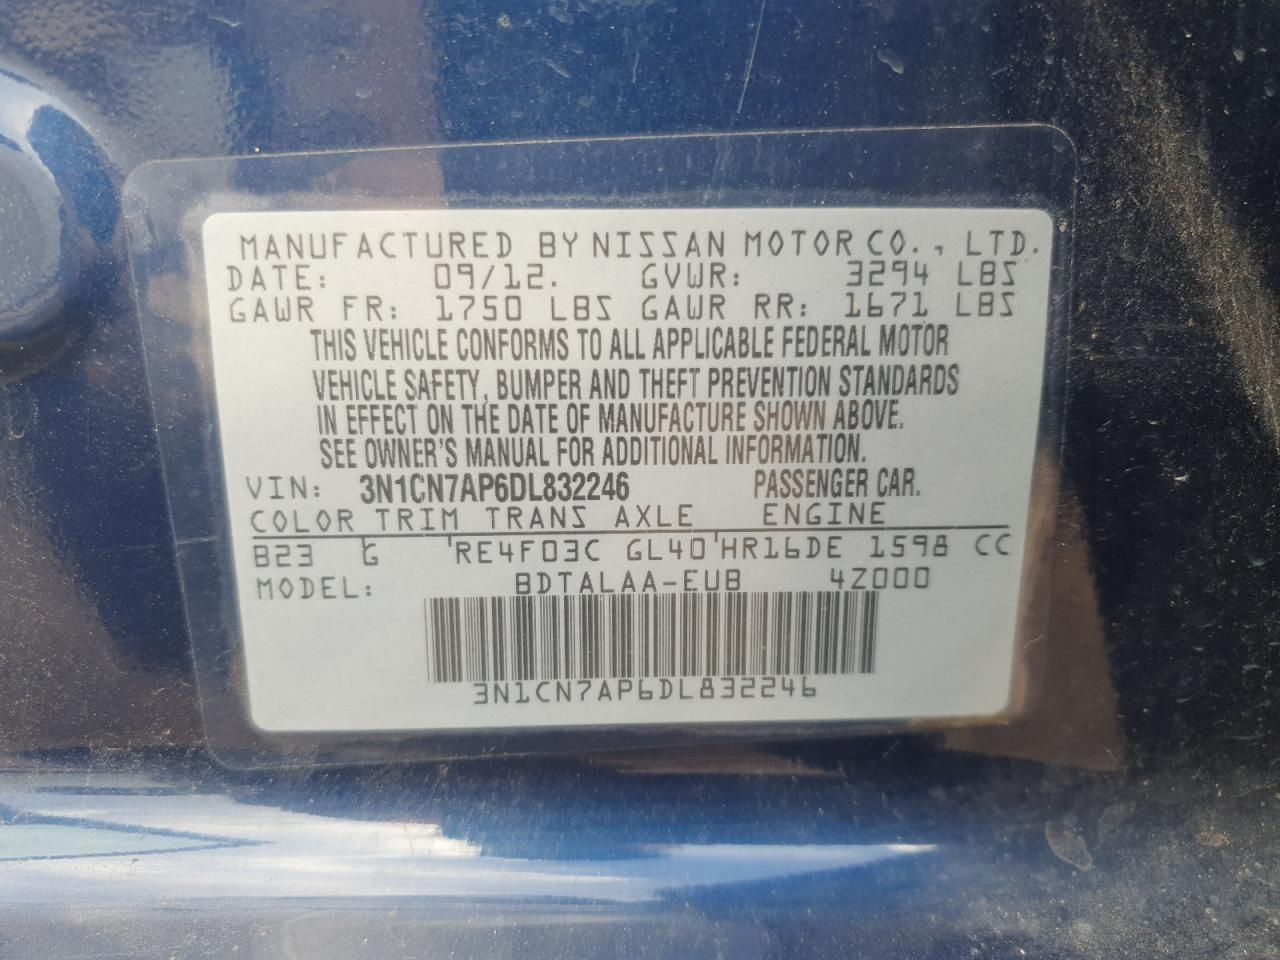 MANUFACTURED BY NISSAN MOTOR CO., LTD.
DATE: 09/12. GVWR: 3294 LBS
GAWR FR: 1750 LBS GAWR RR: 1671 LBS
THIS VEHICLE CONFORMS TO ALL APPLICABLE FEDERAL MOTOR
VEHICLE SAFETY, BUMPER AND THEFT PREVENTION STANDARDS
IN EFFECT ON THE DATE OF MANUFACTURE SHOWN ABOVE.
SEE OWNER'S MANUAL FOR ADDITIONAL INFORMATION.
VIN: 3N1CN7AP6DL832246 PASSENGER CAR.
COLOR TRIM TRANS AXLE ENGINE
B23 G RE4F03C GL40 HR16DE 1598 CC
MODEL: BDTALAA-EUB 4Z000
3N1CN7AP6DL832246